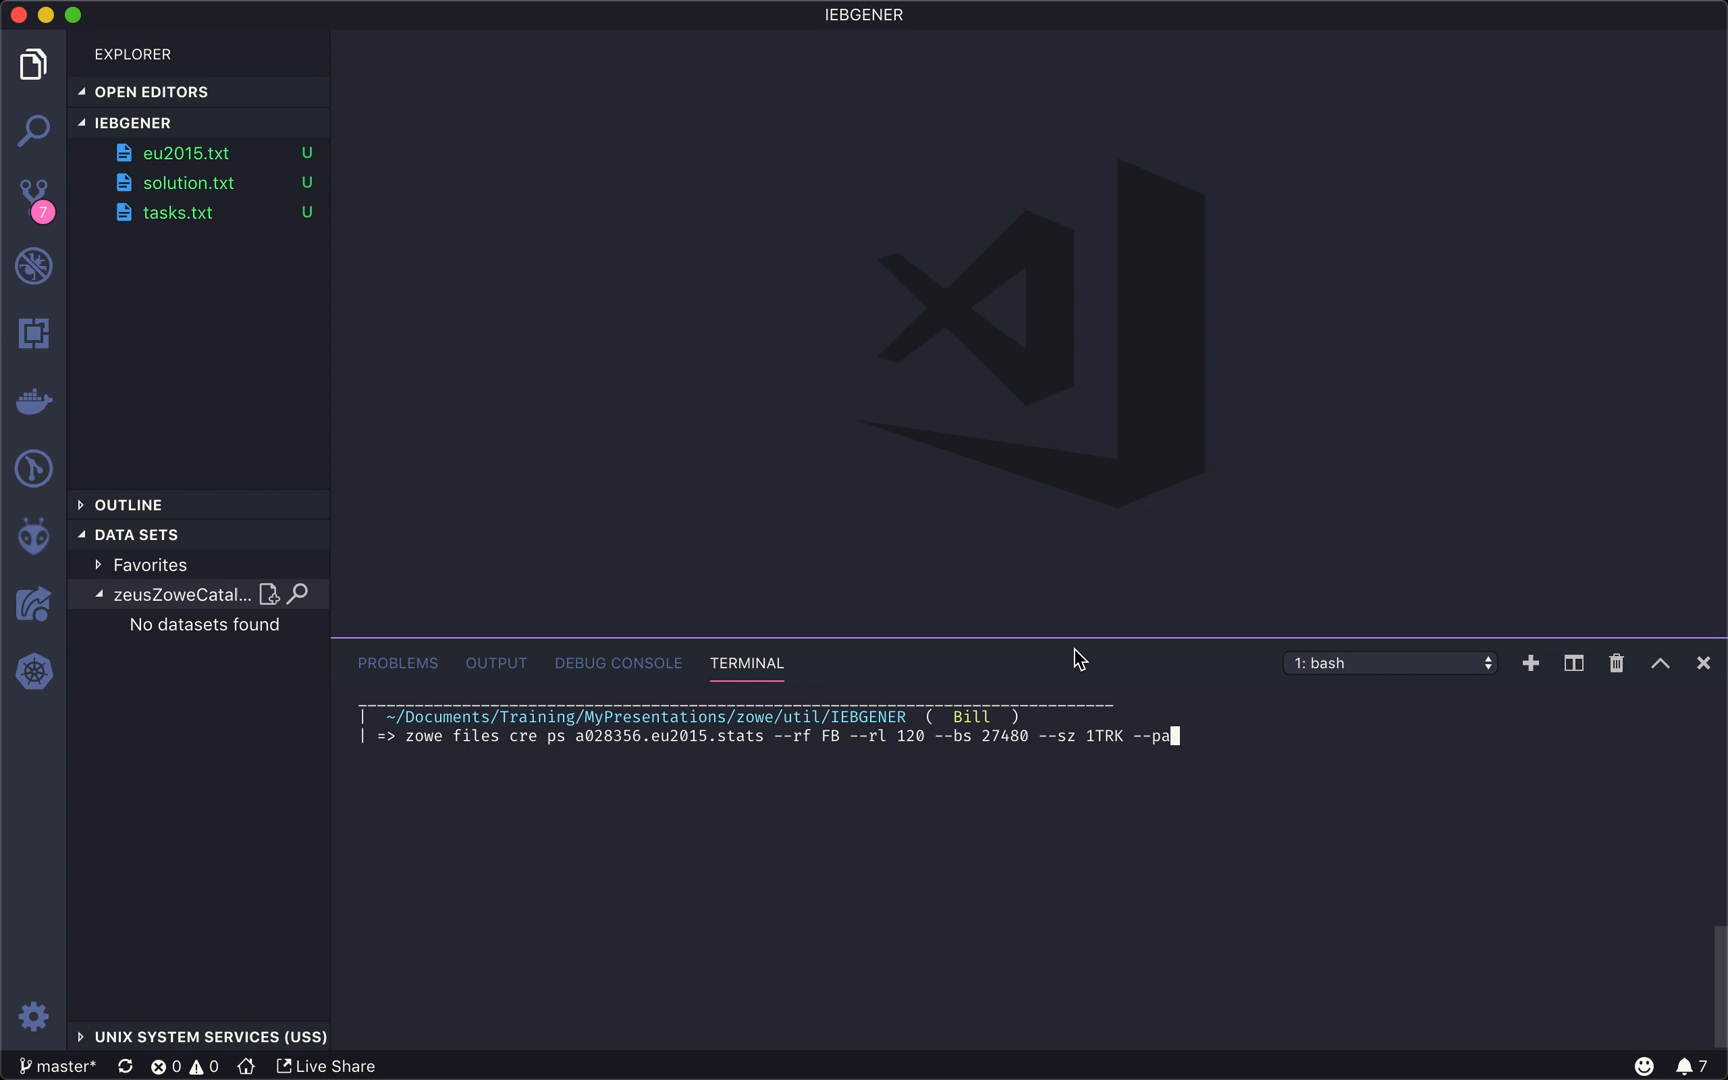 IEBGENER
EXPLORER
OPEN EDITORS
IEBGENER
eu2015.txt U
solution.txt U
tasks.txt U
7
OUTLINE
DATA SETS
Favorites
zeusZoweCatal...
No datasets found
UNIX SYSTEM SERVICES (USS)
PROBLEMS OUTPUT DEBUG CONSOLE TERMINAL 1: bash
| ~/Documents/Training/MyPresentations/zowe/util/IEBGENER ( Bill )
| => zowe files cre ps a028356.eu2015.stats --rf FB --rl 120 --bs 27480 --sz 1TRK --pa
master* 0 0 Live Share 7